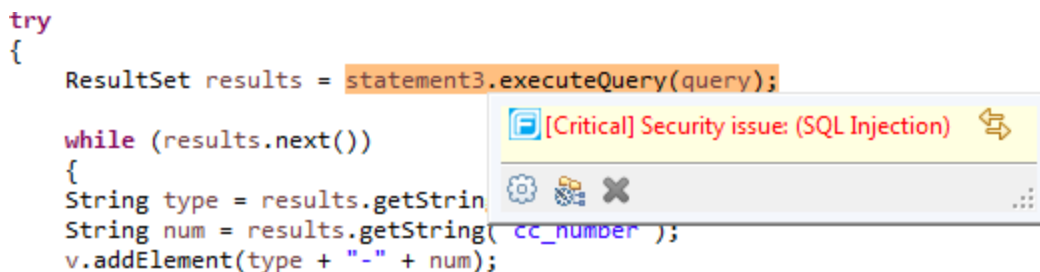 try
{
ResultSet results = statement3.executeQuery(query);
[Critical] Security issue: (SQL Injection)
while (results.next())
{
String type = results.getStrin
String num = results.getString( cc_number );
v.addElement(type + "-" + num);